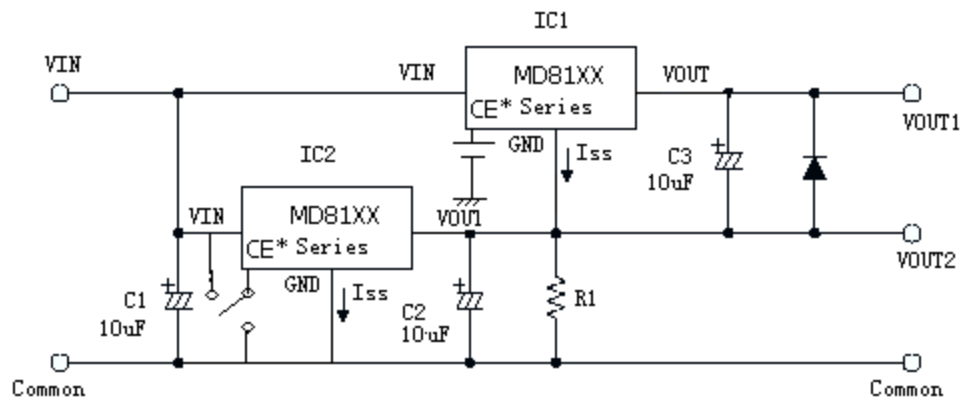 IC1
VIN
VIN
MD81XX
VOUT
CE* Series
VOUT1
GND
Iss
C3
10uF
IC2
VIN
MD81XX
VOUT
CE* Series
VOUT2
GND
Iss
C1
10uF
C2
10uF
R1
Common
Common